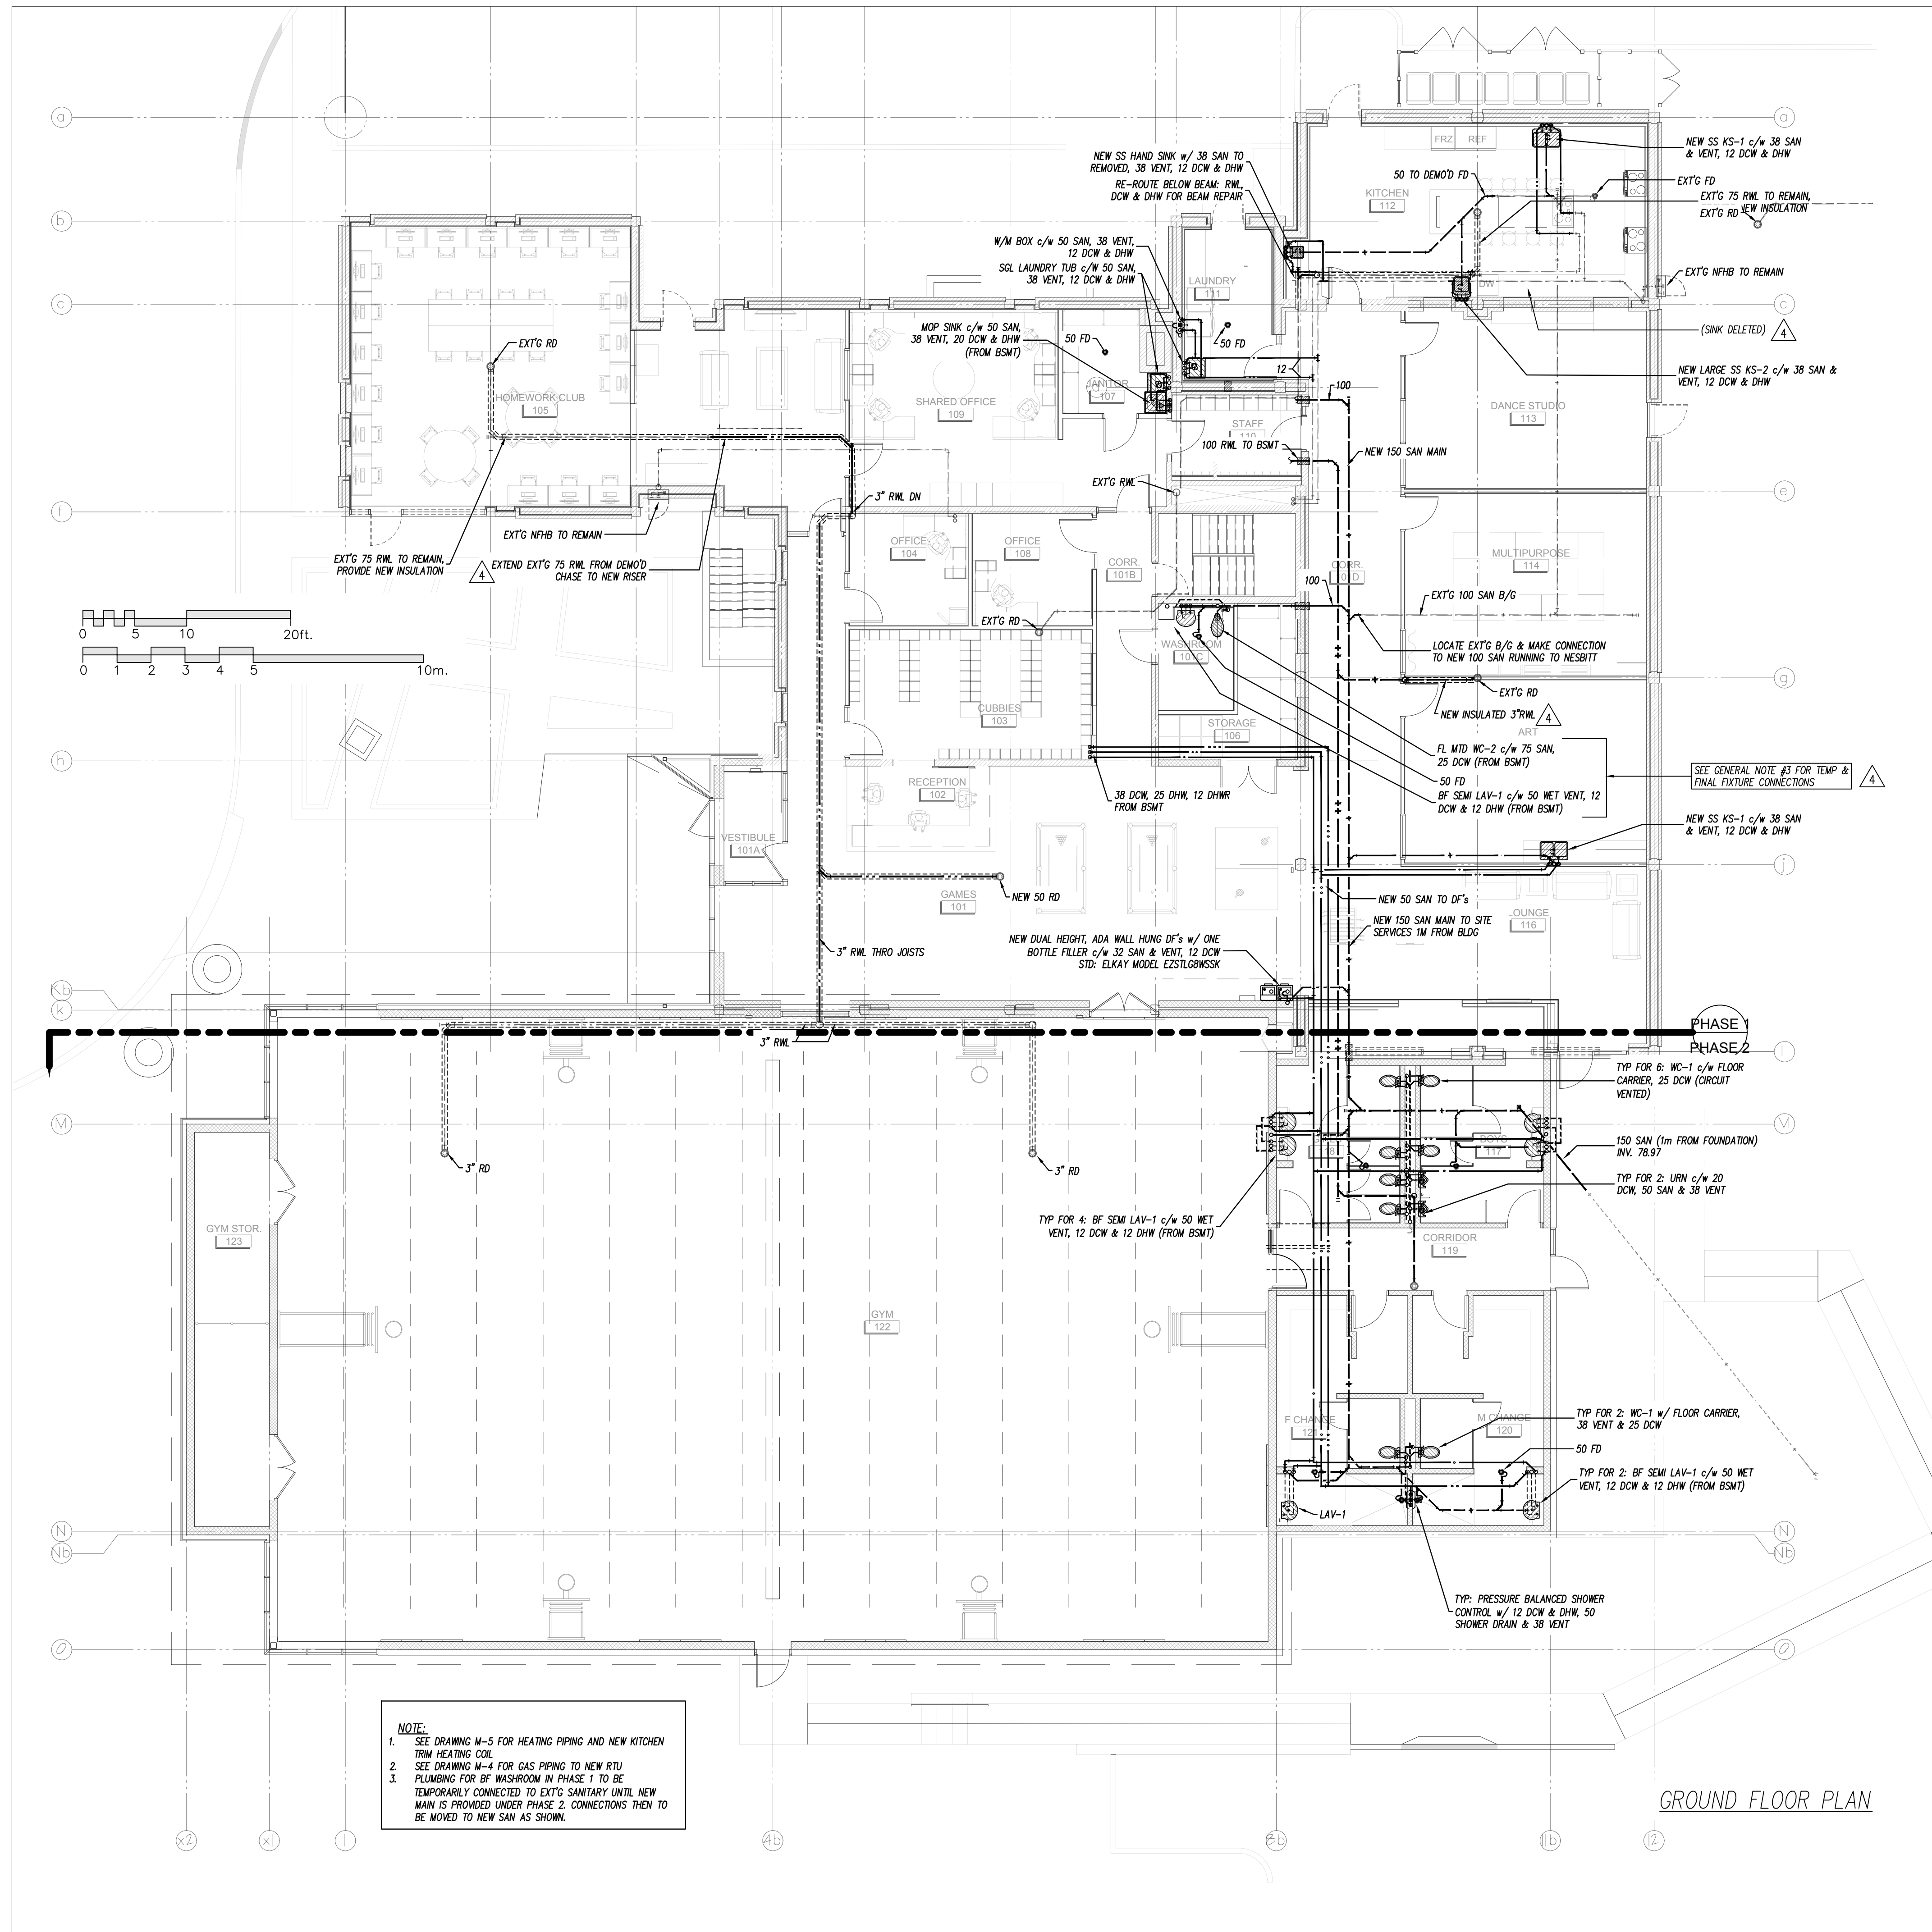 a
a
NEW SS KS-1 c/w 38 SAN
& VENT, 12 DCW & DHW
FRZ
REF
NEW SS HAND SINK w/ 38 SAN TO
REMOVED, 38 VENT, 12 DCW & DHW
RE-ROUTE BELOW BEAM: RWL,
DCW & DHW FOR BEAM REPAIR
50 TO DEMO'D FD
KITCHEN
112
EXT'G FD
EXT'G 75 RWL TO REMAIN,
NEW INSULATION
EXT'G RD
b
W/M BOX c/w 50 SAN, 38 VENT,
12 DCW & DHW
SGL LAUNDRY TUB c/W 50 SAN,
38 VENT, 12 DCW & DHW
LAUNDRY
111
DW
EXT'G NFHB TO REMAIN
c
c
MOP SINK c/w 50 SAN,
38 VENT, 20 DCW & DHW
(FROM BSMT)
50 FD
50 FD
(SINK DELETED)
4
EXT'G RD
12
NEW LARGE SS KS-2 c/w 38 SAN &
VENT, 12 DCW & DHW
HOMEWORK CLUB
105
SHARED OFFICE
109
JANITOR
107
d
100
DANCE STUDIO
113
STAFF
110
100 RWL TO BSMT
NEW 150 SAN MAIN
EXT'G RWL
3" RWL DN
e
f
EXT'G NFHB TO REMAIN
EXT'G 75 RWL TO REMAIN,
PROVIDE NEW INSULATION
4
EXTEND EXT'G 75 RWL FROM DEMO'D
CHASE TO NEW RISER
OFFICE
104
OFFICE
108
CORR.
101B
CORR.
101D
MULTIPURPOSE
114
100
EXT'G 100 SAN B/G
0 5 10 20ft.
0 1 2 3 4 5 10m.
EXT'G RD
WASHROOM
101C
LOCATE EXT'G B/G & MAKE CONNECTION
TO NEW 100 SAN RUNNING TO NESBITT
g
EXT'G RD
NEW INSULATED 3"RWL
4
CUBBIES
103
STORAGE
106
ART
FL MTD WC-2 c/w 75 SAN,
25 DCW (FROM BSMT)
h
SEE GENERAL NOTE #3 FOR TEMP &
FINAL FIXTURE CONNECTIONS
4
50 FD
BF SEMI LAV-1 c/w 50 WET VENT, 12
DCW & 12 DHW (FROM BSMT)
RECEPTION
102
38 DCW, 25 DHW, 12 DHWR
FROM BSMT
NEW SS KS-1 c/w 38 SAN
& VENT, 12 DCW & DHW
VESTIBULE
101A
j
GAMES
101
NEW 50 RD
NEW 50 SAN TO DF's
LOUNGE
116
NEW 150 SAN MAIN TO SITE
SERVICES 1M FROM BLDG
3" RWL THRO JOISTS
NEW DUAL HEIGHT, ADA WALL HUNG DF's w/ ONE
BOTTLE FILLER c/w 32 SAN & VENT, 12 DCW
STD: ELKAY MODEL EZSTLG8WSSK
Kb
k
PHASE 1
PHASE 2
3" RWL
l
TYP FOR 6: WC-1 c/w FLOOR
CARRIER, 25 DCW (CIRCUIT
VENTED)
M
M
BOYS
117
150 SAN (1m FROM FOUNDATION)
INV. 78.97
3" RD
3" RD
TYP FOR 2: URN c/w 20
DCW, 50 SAN & 38 VENT
TYP FOR 4: BF SEMI LAV-1 c/w 50 WET
VENT, 12 DCW & 12 DHW (FROM BSMT)
GYM STOR.
123
CORRIDOR
119
GYM
122
F CHANGE
121
M CHANGE
120
TYP FOR 2: WC-1 w/ FLOOR CARRIER,
38 VENT & 25 DCW
50 FD
TYP FOR 2: BF SEMI LAV-1 c/w 50 WET
VENT, 12 DCW & 12 DHW (FROM BSMT)
LAV-1
N
N
Nb
Nb
TYP: PRESSURE BALANCED SHOWER
CONTROL w/ 12 DCW & DHW, 50
SHOWER DRAIN & 38 VENT
O
O
NOTE:
1. SEE DRAWING M-5 FOR HEATING PIPING AND NEW KITCHEN
TRIM HEATING COIL
2. SEE DRAWING M-4 FOR GAS PIPING TO NEW RTU
3. PLUMBING FOR BF WASHROOM IN PHASE 1 TO BE
TEMPORARILY CONNECTED TO EXT'G SANITARY UNTIL NEW
MAIN IS PROVIDED UNDER PHASE 2. CONNECTIONS THEN TO
BE MOVED TO NEW SAN AS SHOWN.
GROUND FLOOR PLAN
x2 x1 1 4b 3b 11b 12